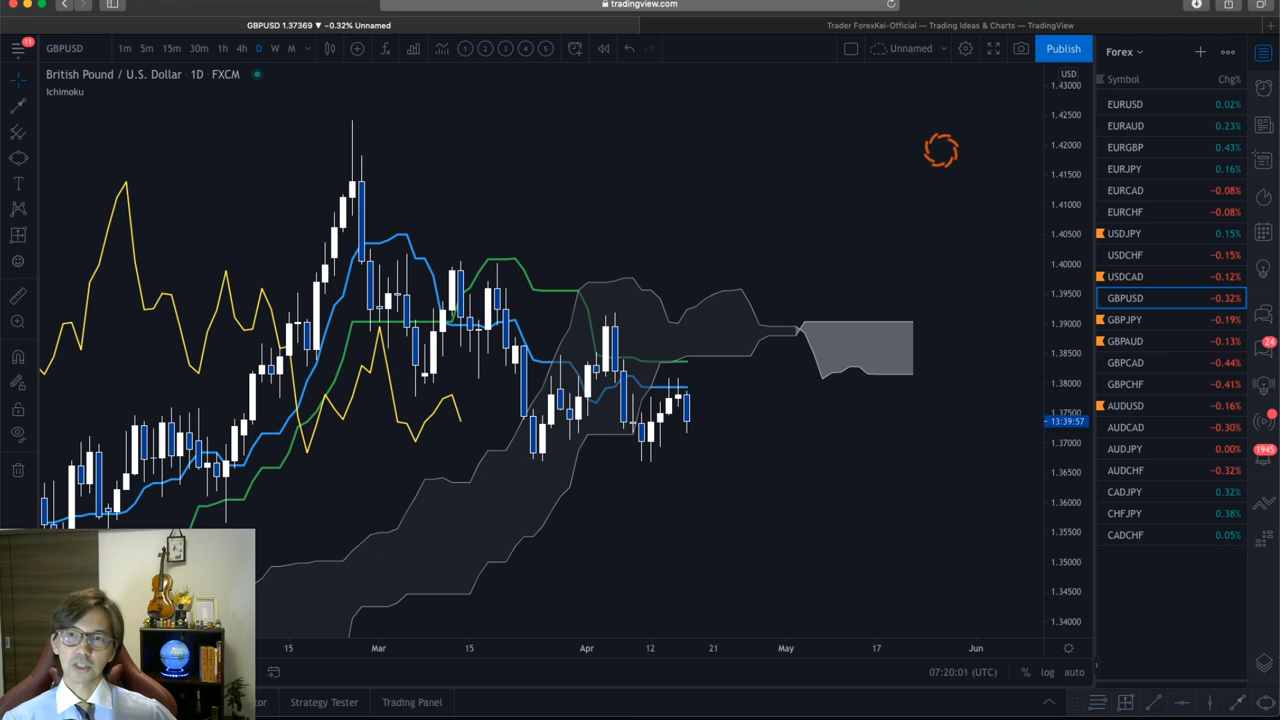 tradingview.com
GBPUSD 1.37369 ▼ −0.32% Unnamed
Trader ForexKei-Official — Trading Ideas & Charts — TradingView
11
GBPUSD 1m 5m 15m 30m 1h 4h D W M
1 2 3 4 5
Unnamed
Publish
Forex
British Pound / U.S. Dollar · 1D · FXCM
Ichimoku
USD
1.43000
1.42500
1.42000
1.41500
1.41000
1.40500
1.40000
1.39500
1.39000
1.38500
1.38000
1.37500
13:39:57
1.37000
1.36500
1.36000
1.35500
1.35000
1.34500
1.34000
Symbol Chg%
EURUSD 0.02%
EURAUD 0.23%
EURGBP 0.43%
EURJPY 0.16%
EURCAD −0.08%
EURCHF −0.08%
USDJPY 0.15%
USDCHF −0.15%
USDCAD −0.12%
GBPUSD −0.32%
GBPJPY −0.19%
GBPAUD −0.13%
GBPCAD −0.44%
GBPCHF −0.41%
AUDUSD −0.16%
AUDCAD −0.30%
AUDJPY 0.00%
AUDCHF −0.32%
CADJPY 0.32%
CHFJPY 0.38%
CADCHF 0.05%
24
1945
15 Mar 15 Apr 12 21 May 17 Jun
07:20:01 (UTC) % log auto
Strategy Tester Trading Panel